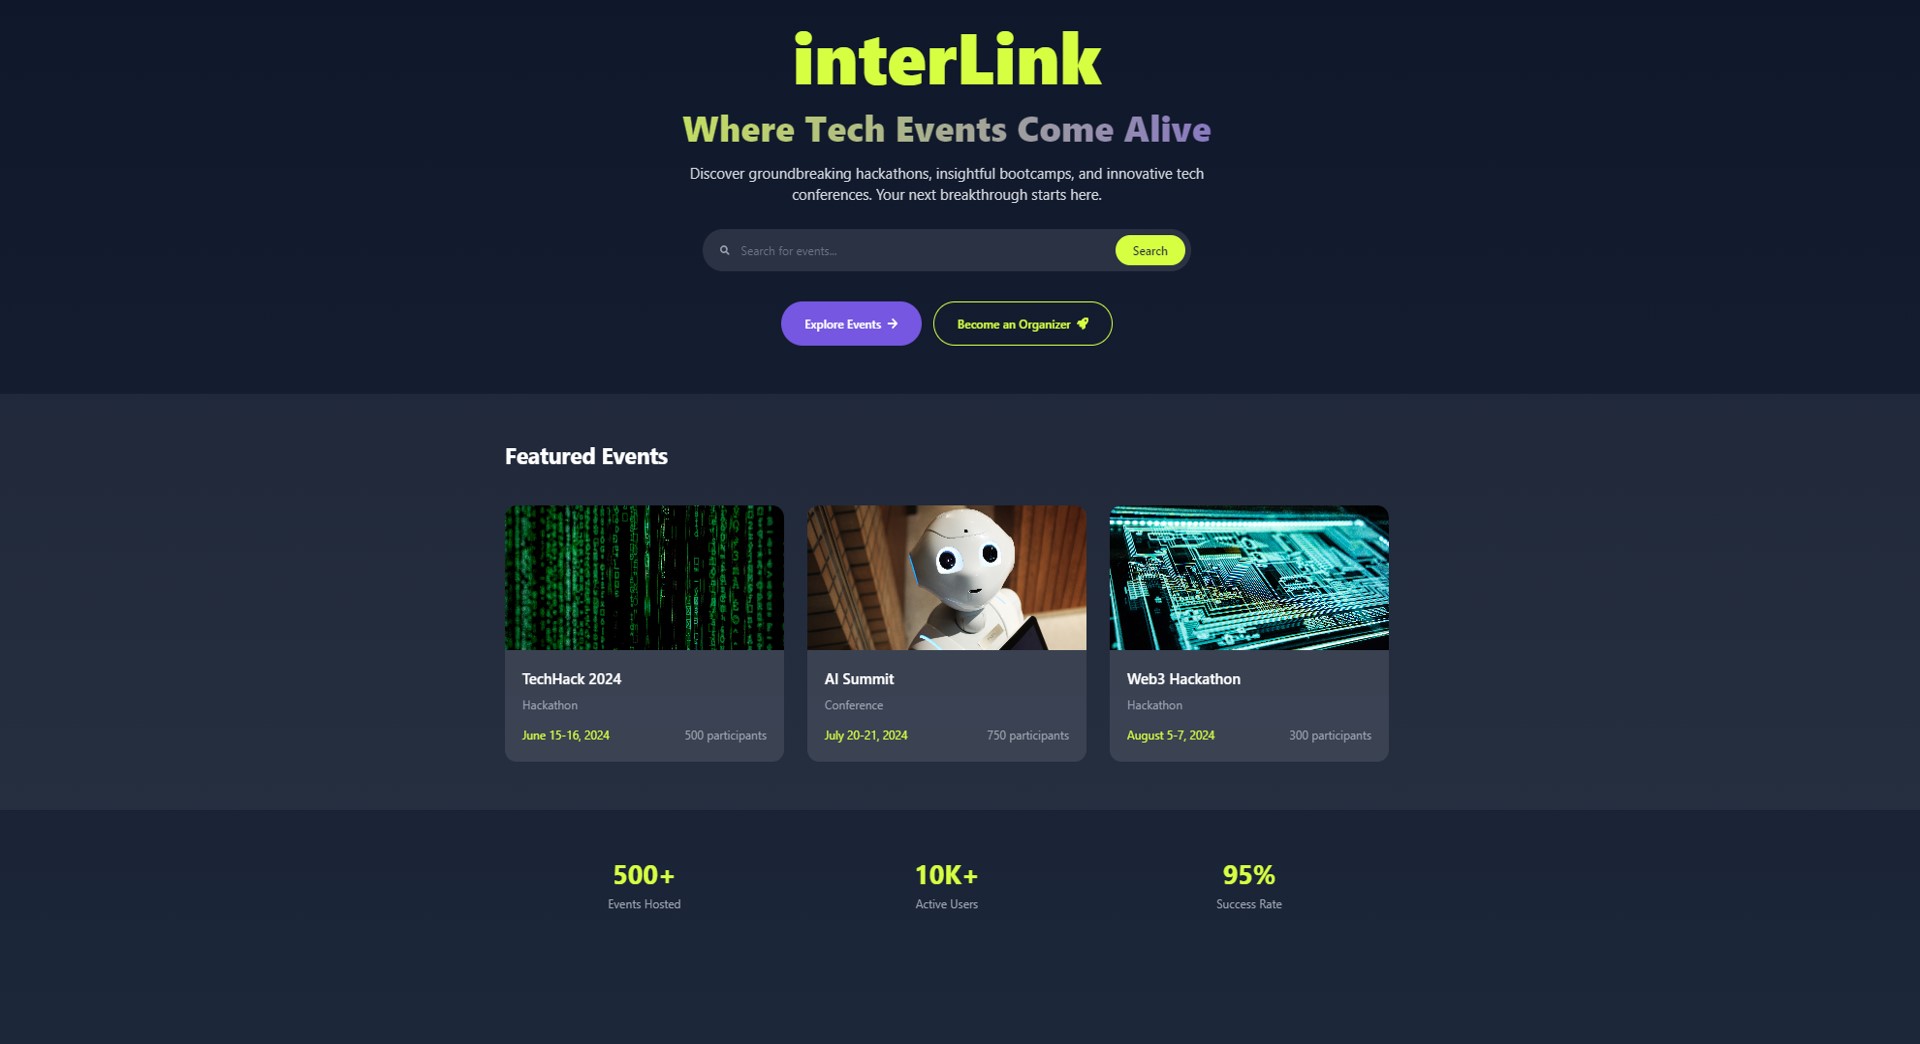 interLink
Where Tech Events Come Alive
Discover groundbreaking hackathons, insightful bootcamps, and innovative tech
conferences. Your next breakthrough starts here.
Search for events...
Search
Explore Events
Become an Organizer
Featured Events
TechHack 2024
Hackathon
June 15-16, 2024
500 participants
AI Summit
Conference
July 20-21, 2024
750 participants
Web3 Hackathon
Hackathon
August 5-7, 2024
300 participants
500+
Events Hosted
10K+
Active Users
95%
Success Rate